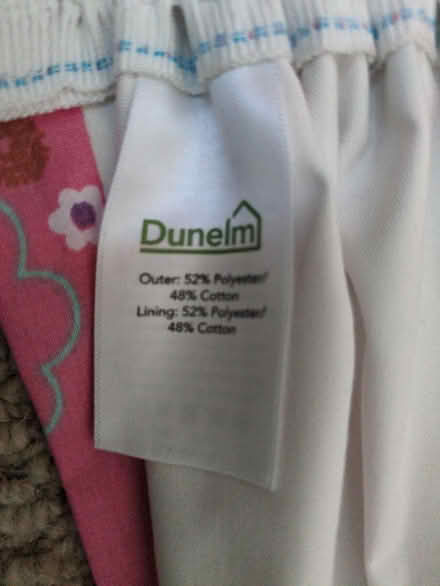 Dunelm
Outer: 52% Polyester/
48% Cotton
Lining: 52% Polyester/
48% Cotton